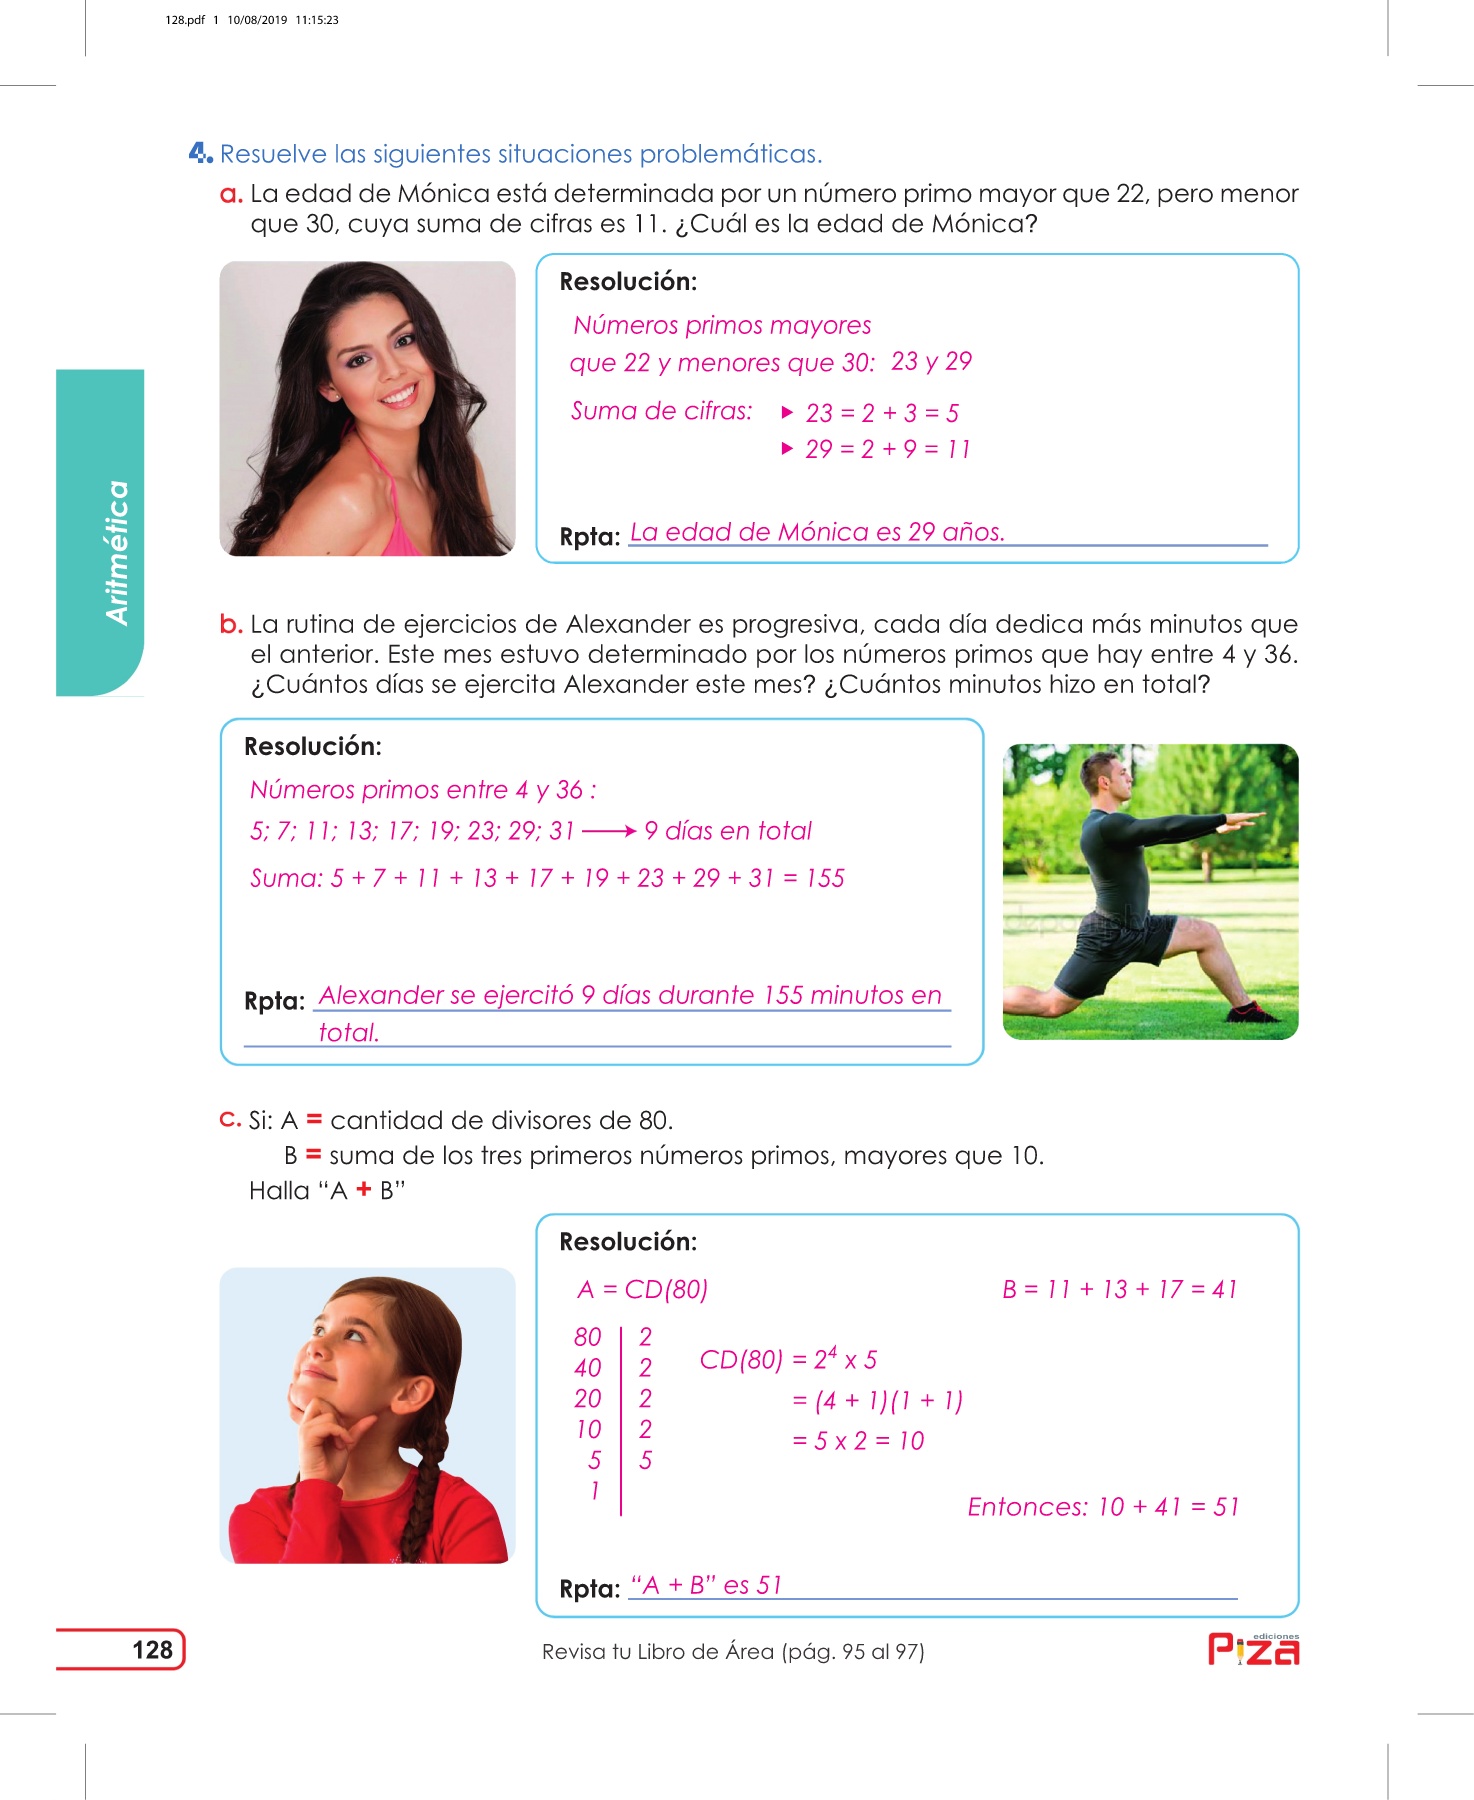 128.pdf 1 10/08/2019 11:15:23
4. Resuelve las siguientes situaciones problemáticas.
a. La edad de Mónica está determinada por un número primo mayor que 22, pero menor
que 30, cuya suma de cifras es 11. ¿Cuál es la edad de Mónica?
Resolución:
Números primos mayores
que 22 y menores que 30: 23 y 29
Suma de cifras: ▸ 23 = 2 + 3 = 5
▸ 29 = 2 + 9 = 11
Rpta: La edad de Mónica es 29 años.
Aritmética
b. La rutina de ejercicios de Alexander es progresiva, cada día dedica más minutos que
el anterior. Este mes estuvo determinado por los números primos que hay entre 4 y 36.
¿Cuántos días se ejercita Alexander este mes? ¿Cuántos minutos hizo en total?
Resolución:
Números primos entre 4 y 36 :
5; 7; 11; 13; 17; 19; 23; 29; 31 → 9 días en total
Suma: 5 + 7 + 11 + 13 + 17 + 19 + 23 + 29 + 31 = 155
Rpta: Alexander se ejercitó 9 días durante 155 minutos en
total.
depositphotos
c. Si: A = cantidad de divisores de 80.
B = suma de los tres primeros números primos, mayores que 10.
Halla “A + B”
Resolución:
A = CD(80) B = 11 + 13 + 17 = 41
80 | 2
40 | 2
20 | 2
10 | 2
5 | 5
1 |
CD(80) = 2⁴ x 5
= (4 + 1)(1 + 1)
= 5 x 2 = 10
Entonces: 10 + 41 = 51
Rpta: “A + B” es 51
128
Revisa tu Libro de Área (pág. 95 al 97)
ediciones
Piza